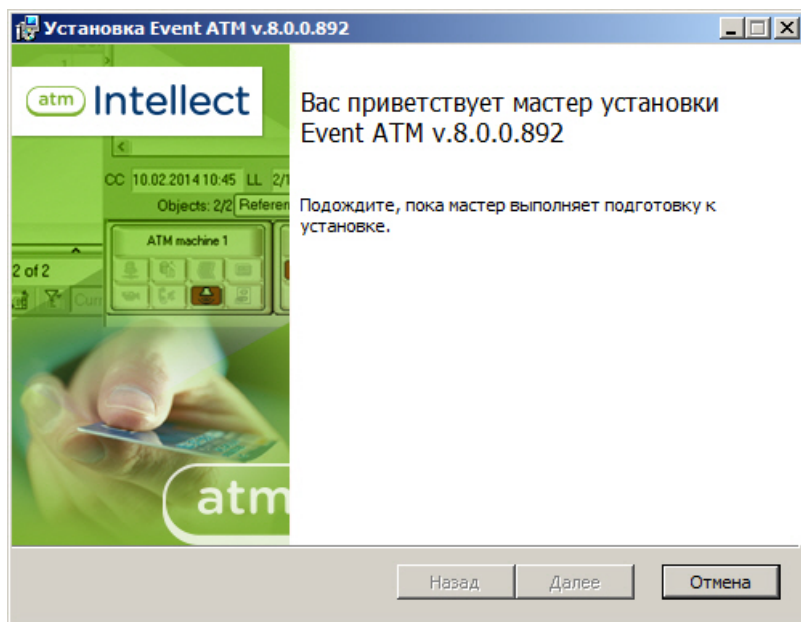 Установка Event ATM v.8.0.0.892
atm Intellect
CC 10.02.2014 10:45 LL
Objects: 2/2
ATM machine 1
2 of 2
atm
Вас приветствует мастер установки
Event ATM v.8.0.0.892
Подождите, пока мастер выполняет подготовку к
установке.
Назад
Далее
Отмена